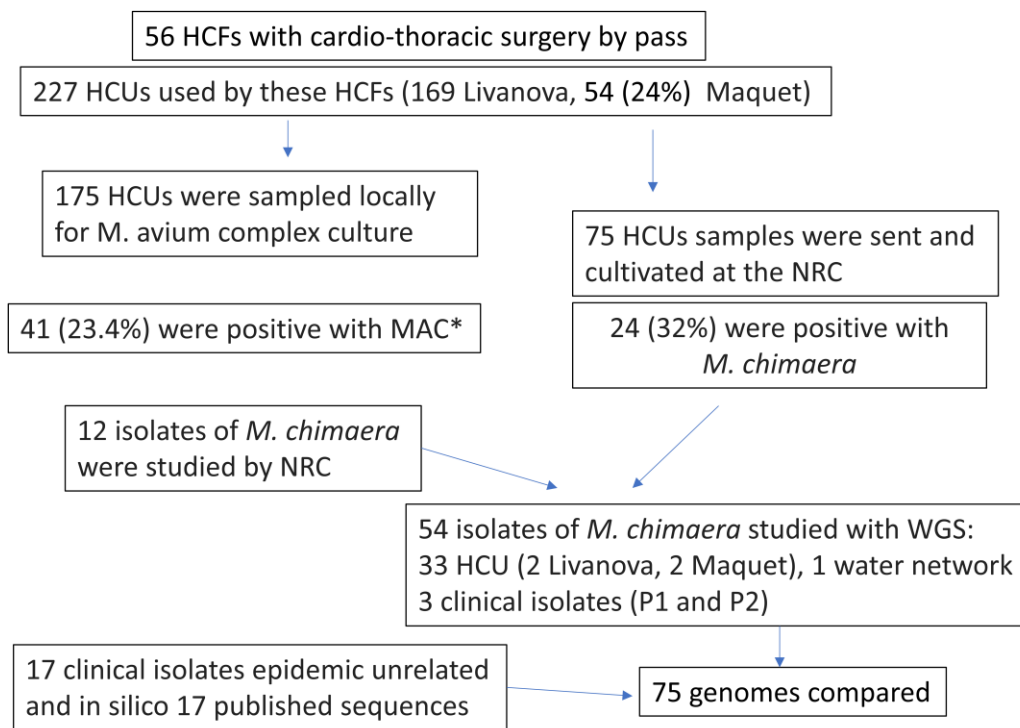 56 HCFs with cardio-thoracic surgery by pass
227 HCUs used by these HCFs (169 Livanova, 54 (24%) Maquet)
175 HCUs were sampled locally
for M. avium complex culture
75 HCUs samples were sent and
cultivated at the NRC
41 (23.4%) were positive with MAC*
24 (32%) were positive with
M. chimaera
12 isolates of M. chimaera
were studied by NRC
54 isolates of M. chimaera studied with WGS:
33 HCU (2 Livanova, 2 Maquet), 1 water network
3 clinical isolates (P1 and P2)
17 clinical isolates epidemic unrelated
and in silico 17 published sequences
75 genomes compared